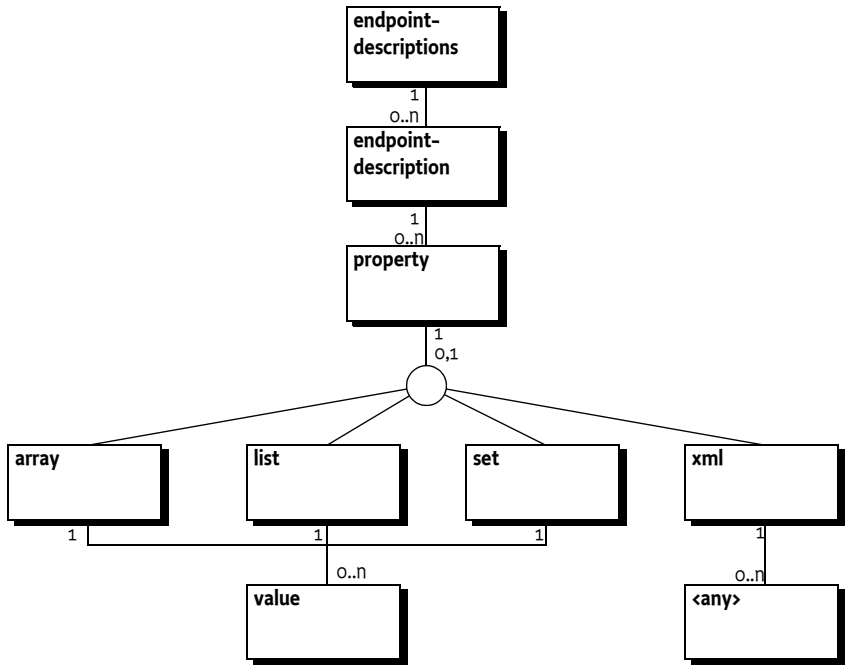 endpoint-
descriptions
1
0..n
endpoint-
description
1
0..n
property
1
0,1
array
list
set
xml
1
1
1
1
0..n
0..n
value
<any>